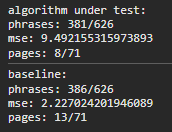 algorithm under test:
phrases: 381/626
mse: 9.492155315973893
pages: 8/71
baseline:
phrases: 386/626
mse: 2.227024201946089
pages: 13/71